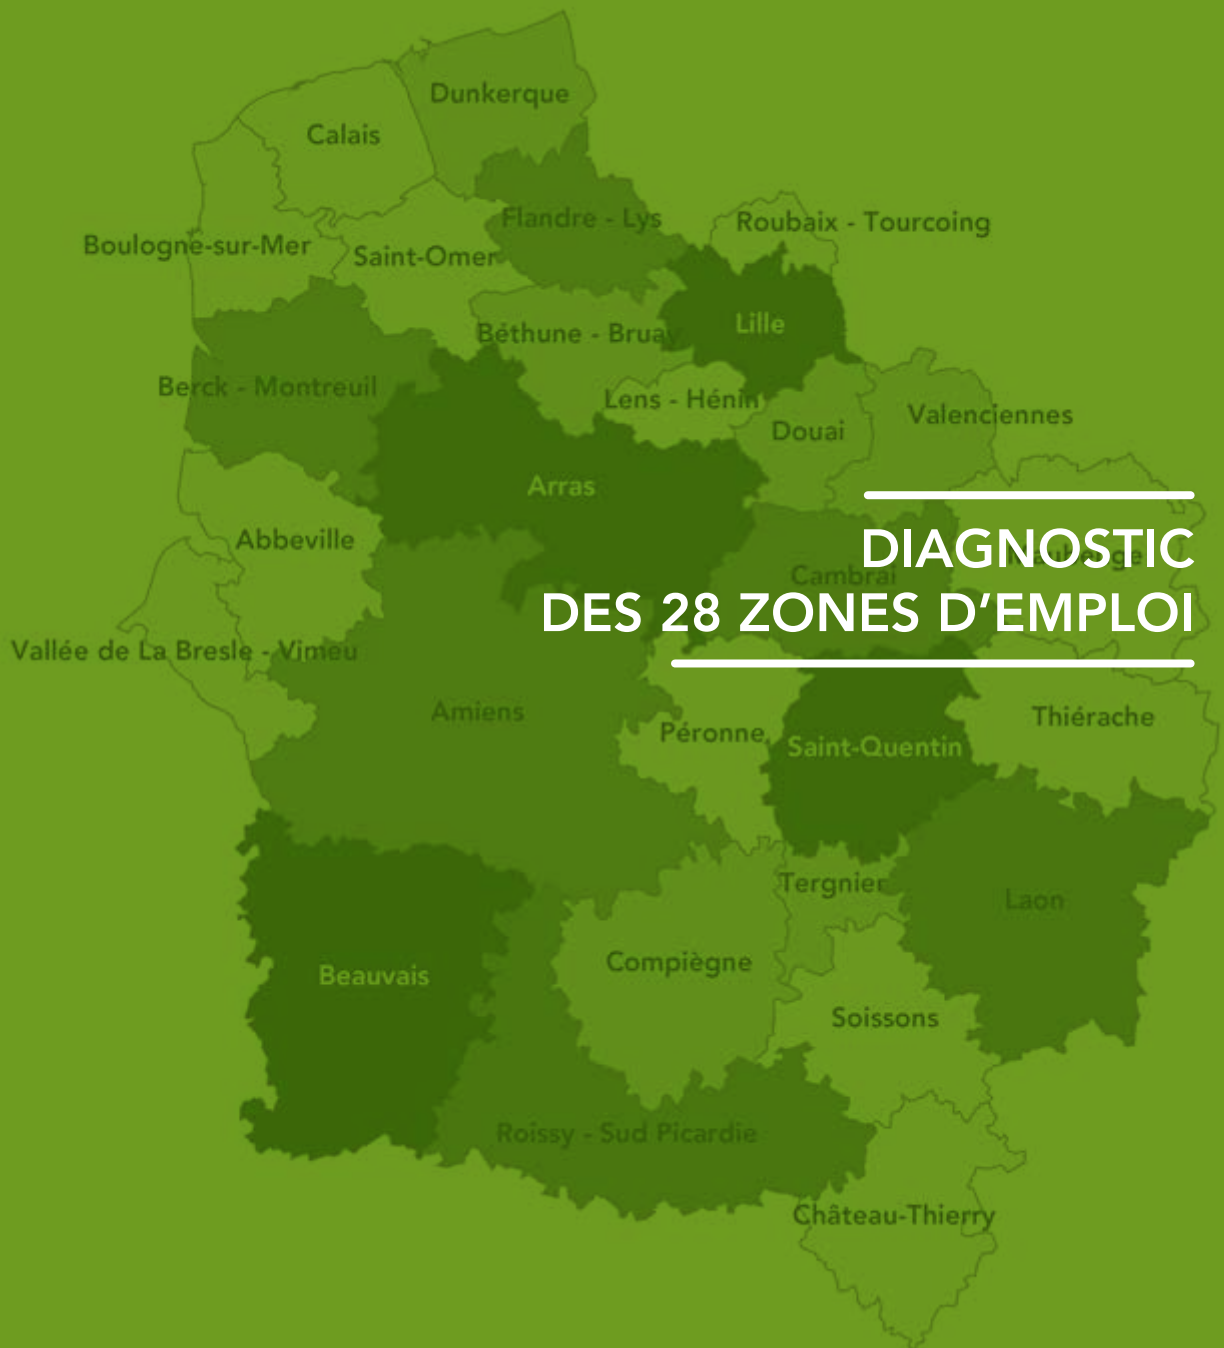 Dunkerque
Calais
Flandre - Lys
Roubaix - Tourcoing
Boulogne-sur-Mer
Saint-Omer
Lille
Béthune - Bruay
Berck - Montreuil
Lens - Hénin
Valenciennes
Douai
Arras
Abbeville
DIAGNOSTIC
Maubeuge
Cambrai
DES 28 ZONES D’EMPLOI
Vallée de La Bresle - Vimeu
Amiens
Thiérache
Péronne
Saint-Quentin
Tergnier
Laon
Compiègne
Beauvais
Soissons
Roissy - Sud Picardie
Château-Thierry